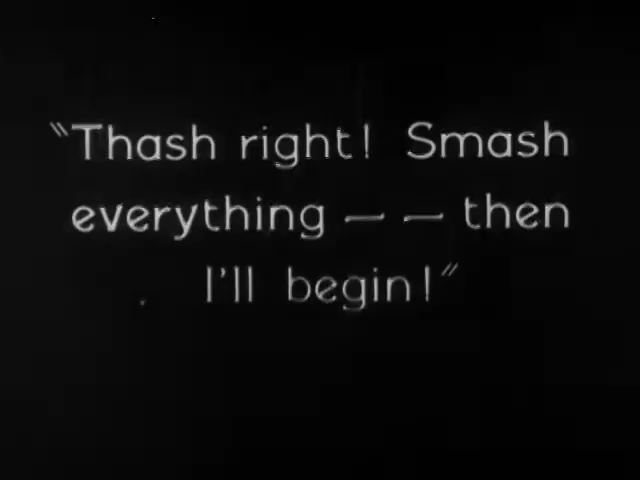 "Thash right! Smash
everything — — then
I'll begin!"